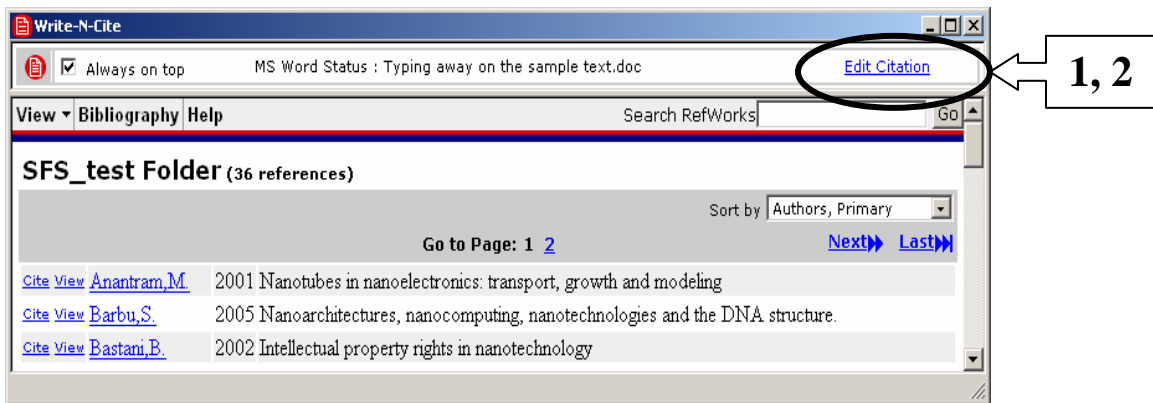 Write-N-Cite
Always on top MS Word Status : Typing away on the sample text.doc Edit Citation
1, 2
View Bibliography Help Search RefWorks Go
SFS_test Folder (36 references)
Sort by Authors, Primary
Go to Page: 1 2 Next Last
Cite View Anantram,M. 2001 Nanotubes in nanoelectronics: transport, growth and modeling
Cite View Barbu,S. 2005 Nanoarchitectures, nanocomputing, nanotechnologies and the DNA structure.
Cite View Bastani,B. 2002 Intellectual property rights in nanotechnology